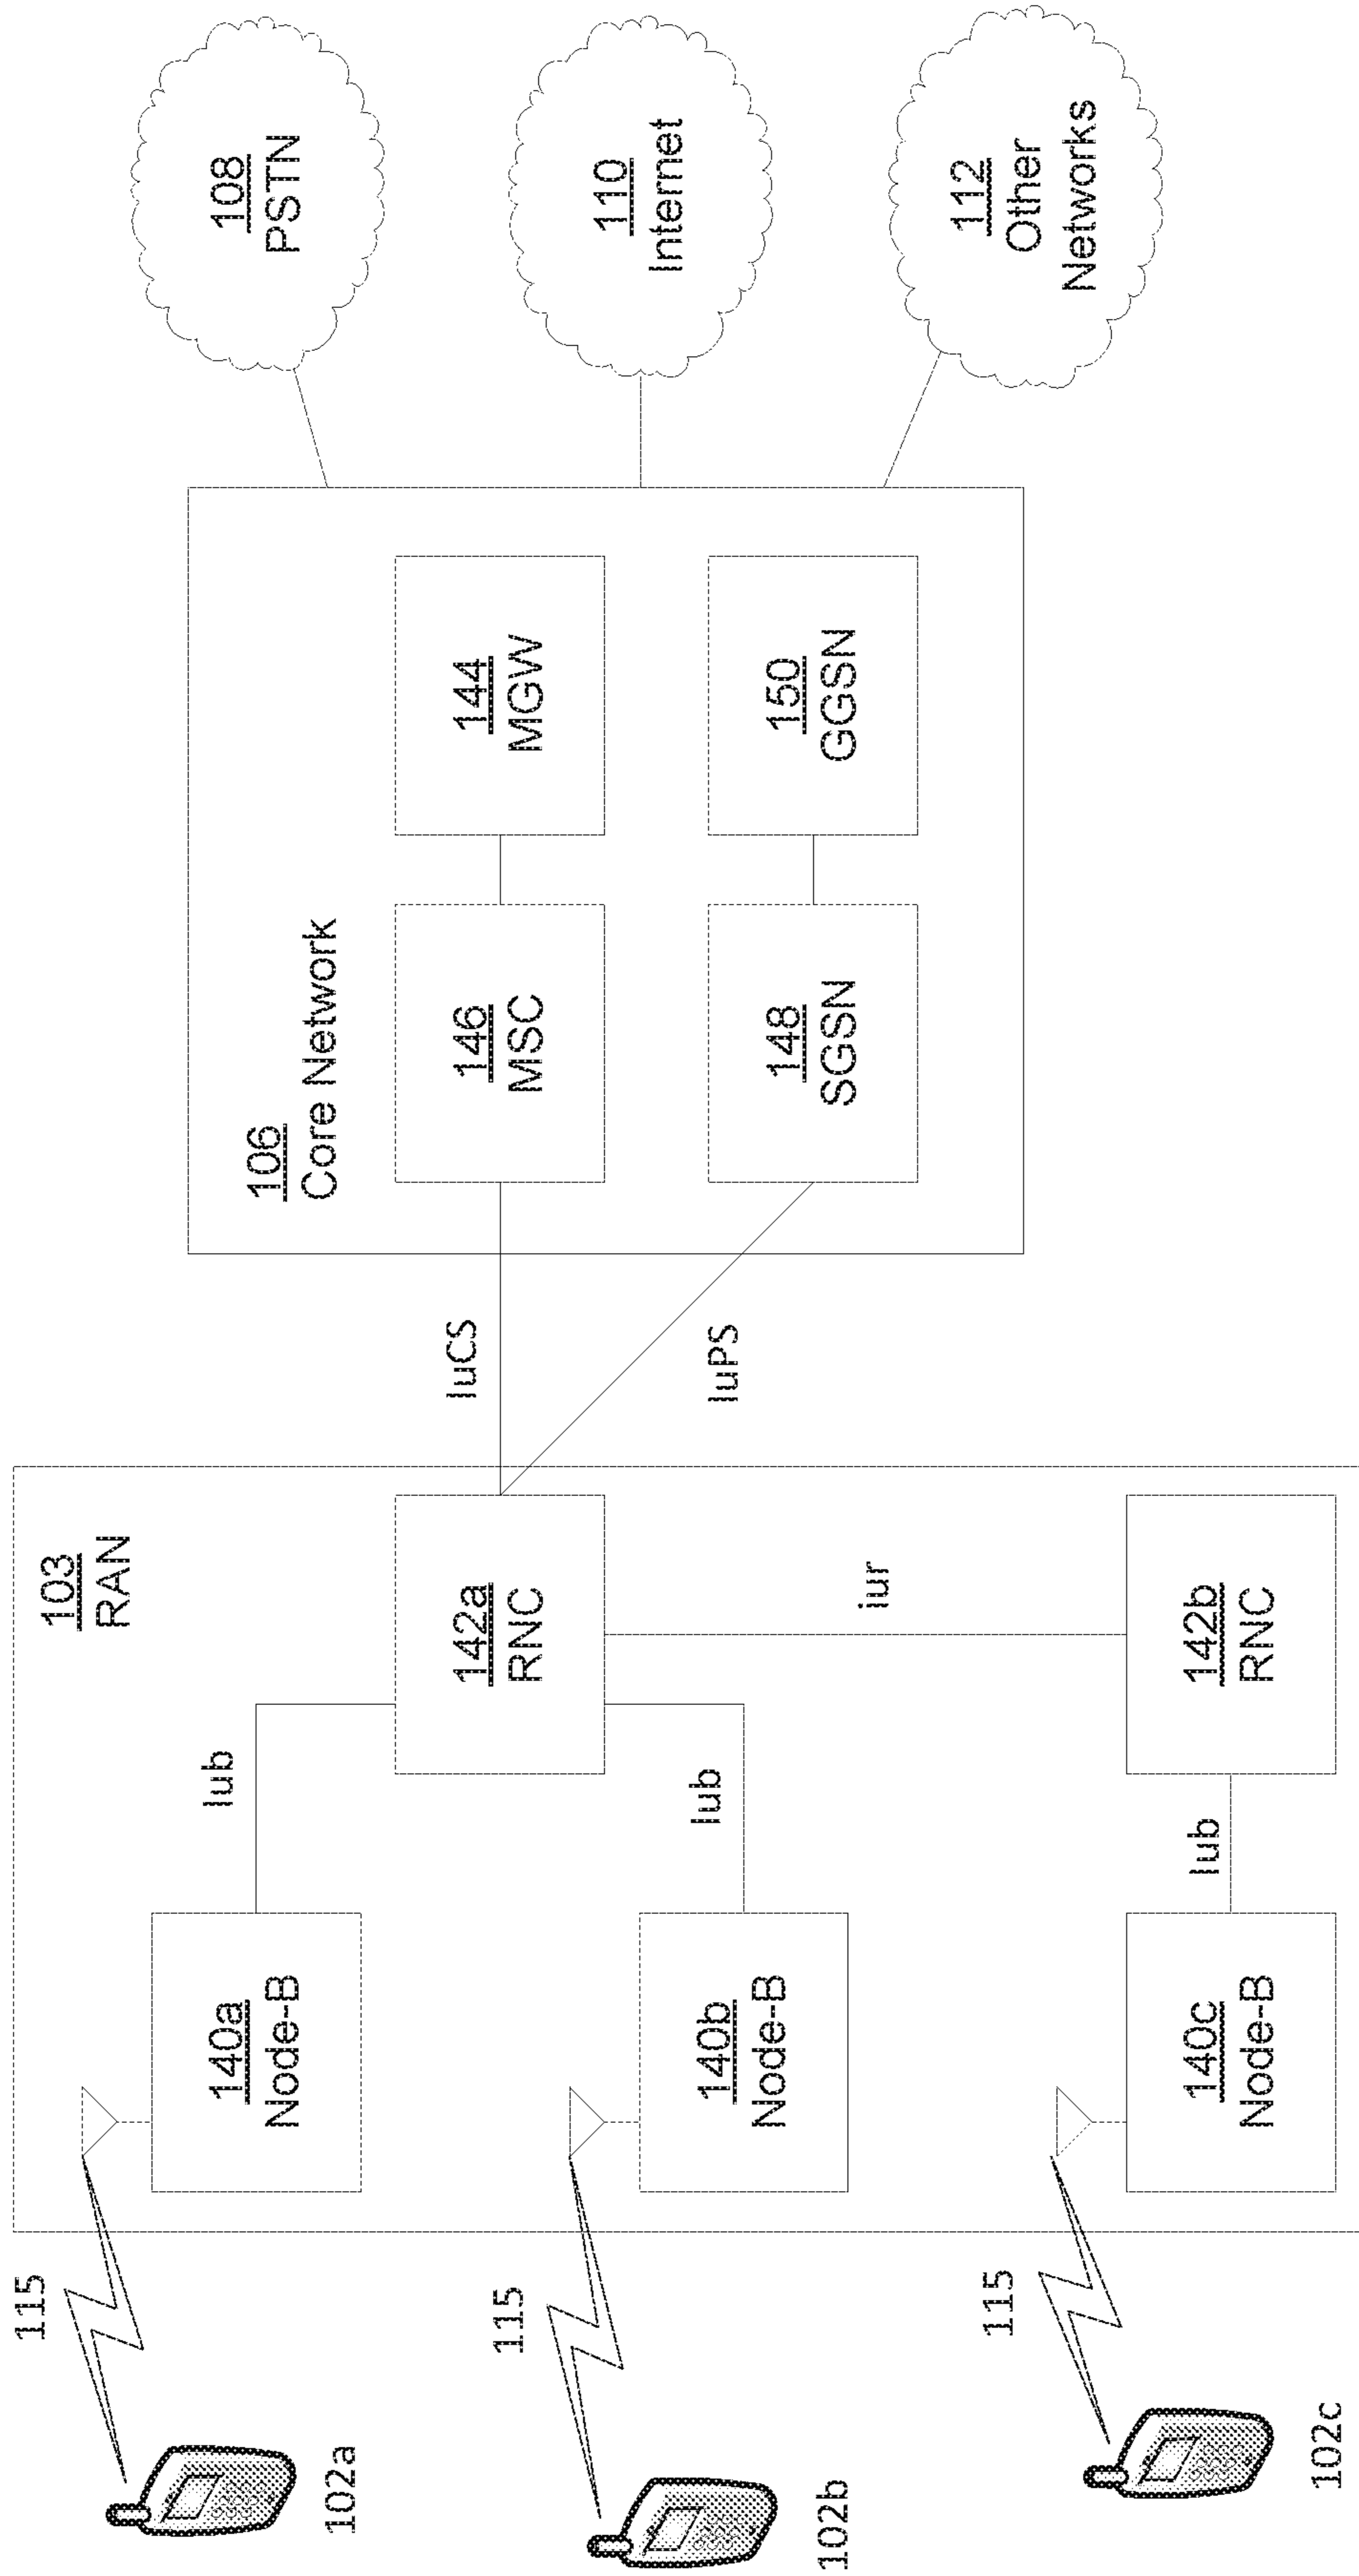 115
102a
115
102b
115
102c
103
RAN
140a
Node-B
Iub
142a
RNC
140b
Node-B
Iub
iur
140c
Node-B
Iub
142b
RNC
IuCS
IuPS
106
Core Network
146
MSC
144
MGW
148
SGSN
150
GGSN
108
PSTN
110
Internet
112
Other
Networks